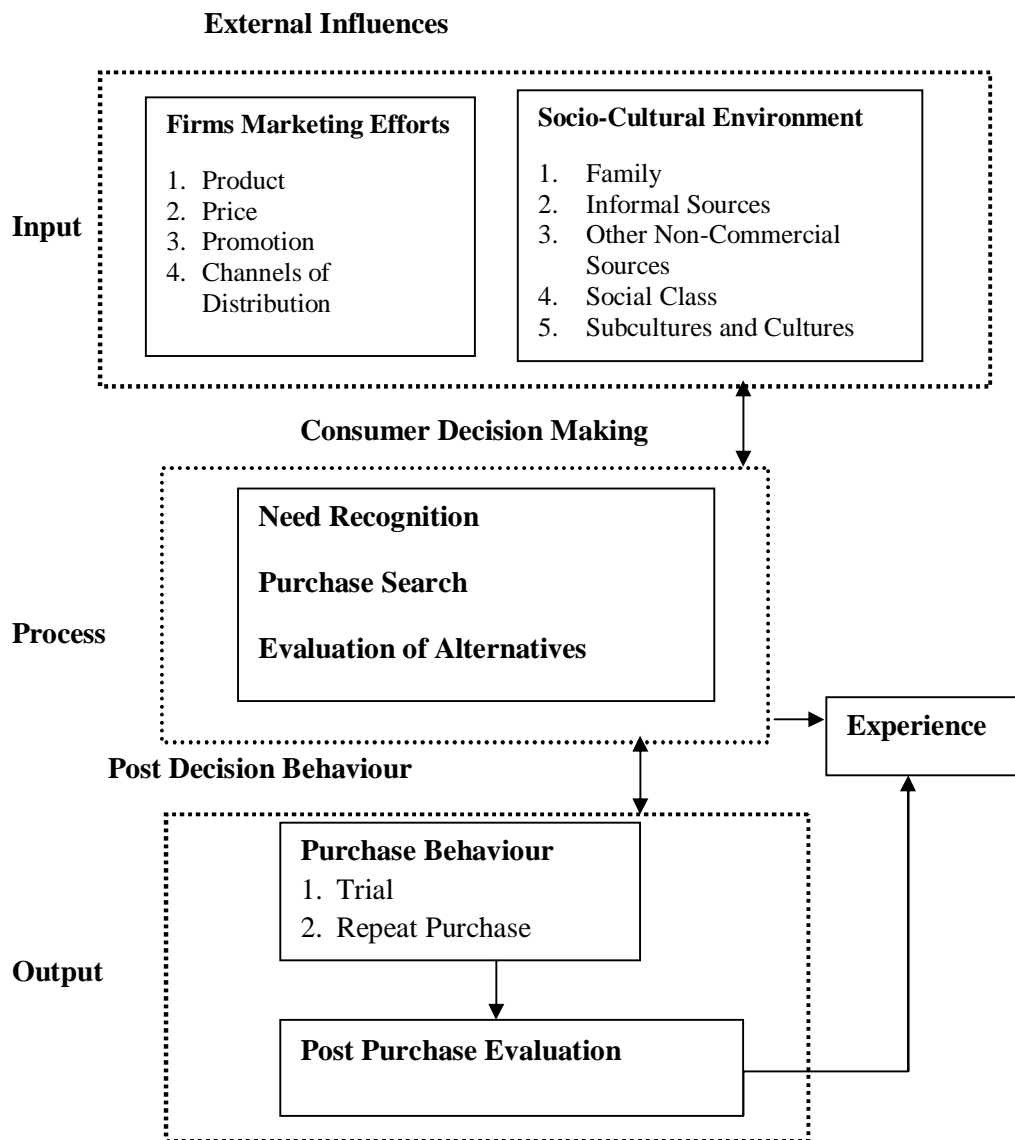 External Influences
Firms Marketing Efforts
1. Product
2. Price
3. Promotion
4. Channels of
Distribution
Socio-Cultural Environment
1. Family
2. Informal Sources
3. Other Non-Commercial
Sources
4. Social Class
5. Subcultures and Cultures
Input
Consumer Decision Making
Need Recognition
Purchase Search
Evaluation of Alternatives
Process
Experience
Post Decision Behaviour
Purchase Behaviour
1. Trial
2. Repeat Purchase
Output
Post Purchase Evaluation